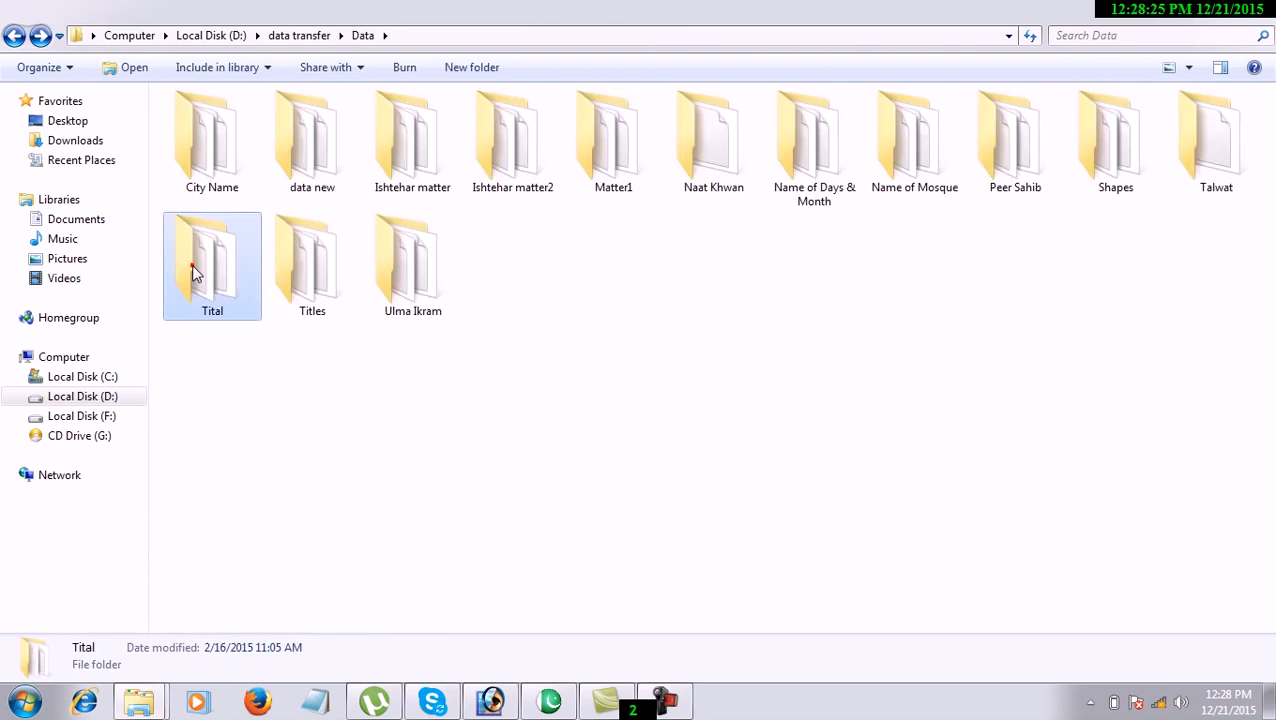 12:28:25 PM 12/21/2015
Computer Local Disk (D:) data transfer Data
Search Data
Organize Open Include in library Share with Burn New folder
Favorites
Desktop
Downloads
Recent Places
Libraries
Documents
Music
Pictures
Videos
Homegroup
Computer
Local Disk (C:)
Local Disk (D:)
Local Disk (F:)
CD Drive (G:)
Network
City Name
data new
Ishtehar matter
Ishtehar matter2
Matter1
Naat Khwan
Name of Days &
Month
Name of Mosque
Peer Sahib
Shapes
Talwat
Tital
Titles
Ulma Ikram
Tital Date modified: 2/16/2015 11:05 AM
File folder
2
12:28 PM
12/21/2015